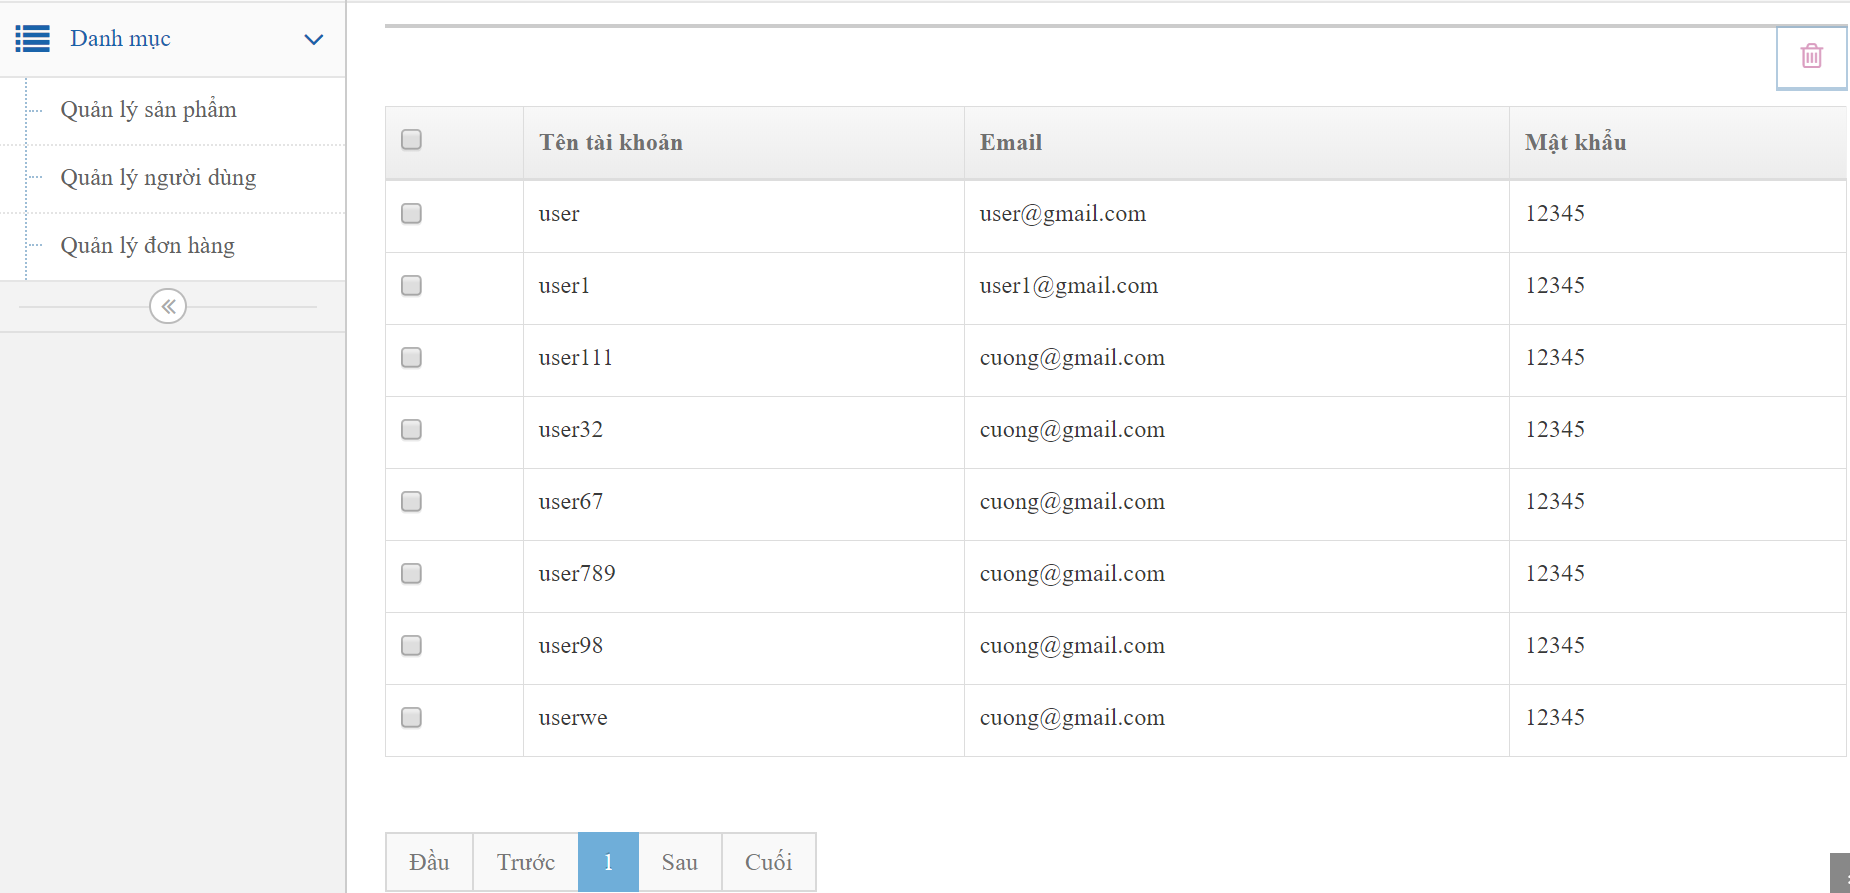 Danh mục
Quản lý sản phẩm
Quản lý người dùng
Quản lý đơn hàng
Tên tài khoản Email Mật khẩu
user user@gmail.com 12345
user1 user1@gmail.com 12345
user111 cuong@gmail.com 12345
user32 cuong@gmail.com 12345
user67 cuong@gmail.com 12345
user789 cuong@gmail.com 12345
user98 cuong@gmail.com 12345
userwe cuong@gmail.com 12345
Đầu Trước 1 Sau Cuối